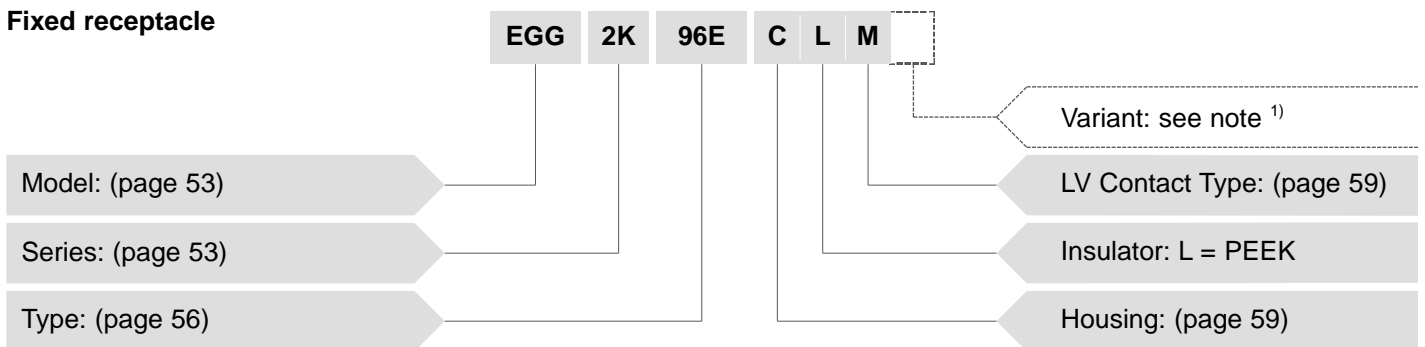 Fixed receptacle
EGG 2K 96E C L M
Variant: see note 1)
Model: (page 53)
LV Contact Type: (page 59)
Series: (page 53)
Insulator: L = PEEK
Type: (page 56)
Housing: (page 59)